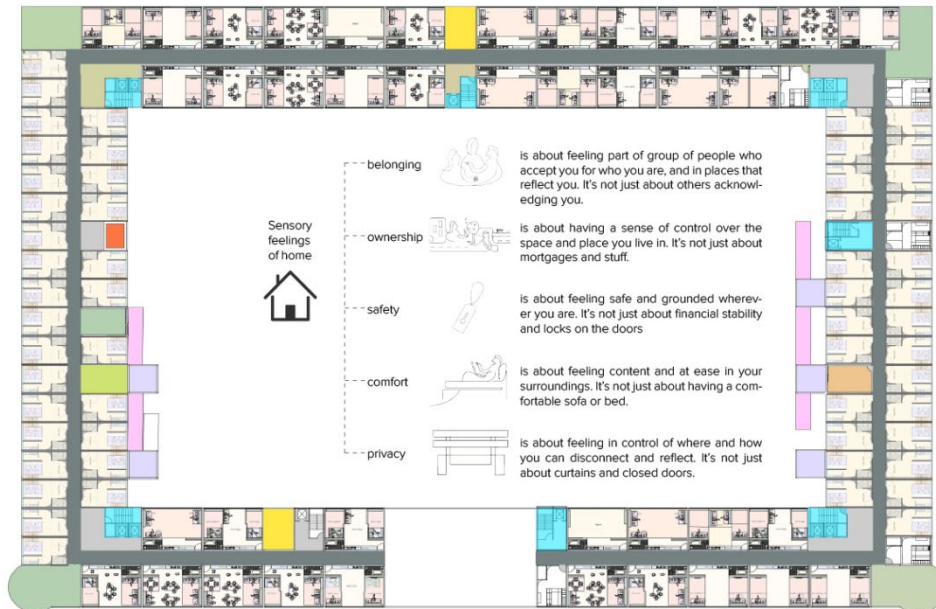 Sensory
feelings
of home
belonging
is about feeling part of group of people who
accept you for who you are, and in places that
reflect you. It's not just about others acknowl-
edging you.
ownership
is about having a sense of control over the
space and place you live in. It's not just about
mortgages and stuff.
safety
is about feeling safe and grounded wherev-
er you are. It's not just about financial stability
and locks on the doors
comfort
is about feeling content and at ease in your
surroundings. It's not just about having a com-
fortable sofa or bed.
privacy
is about feeling in control of where and how
you can disconnect and reflect. It's not just
about curtains and closed doors.